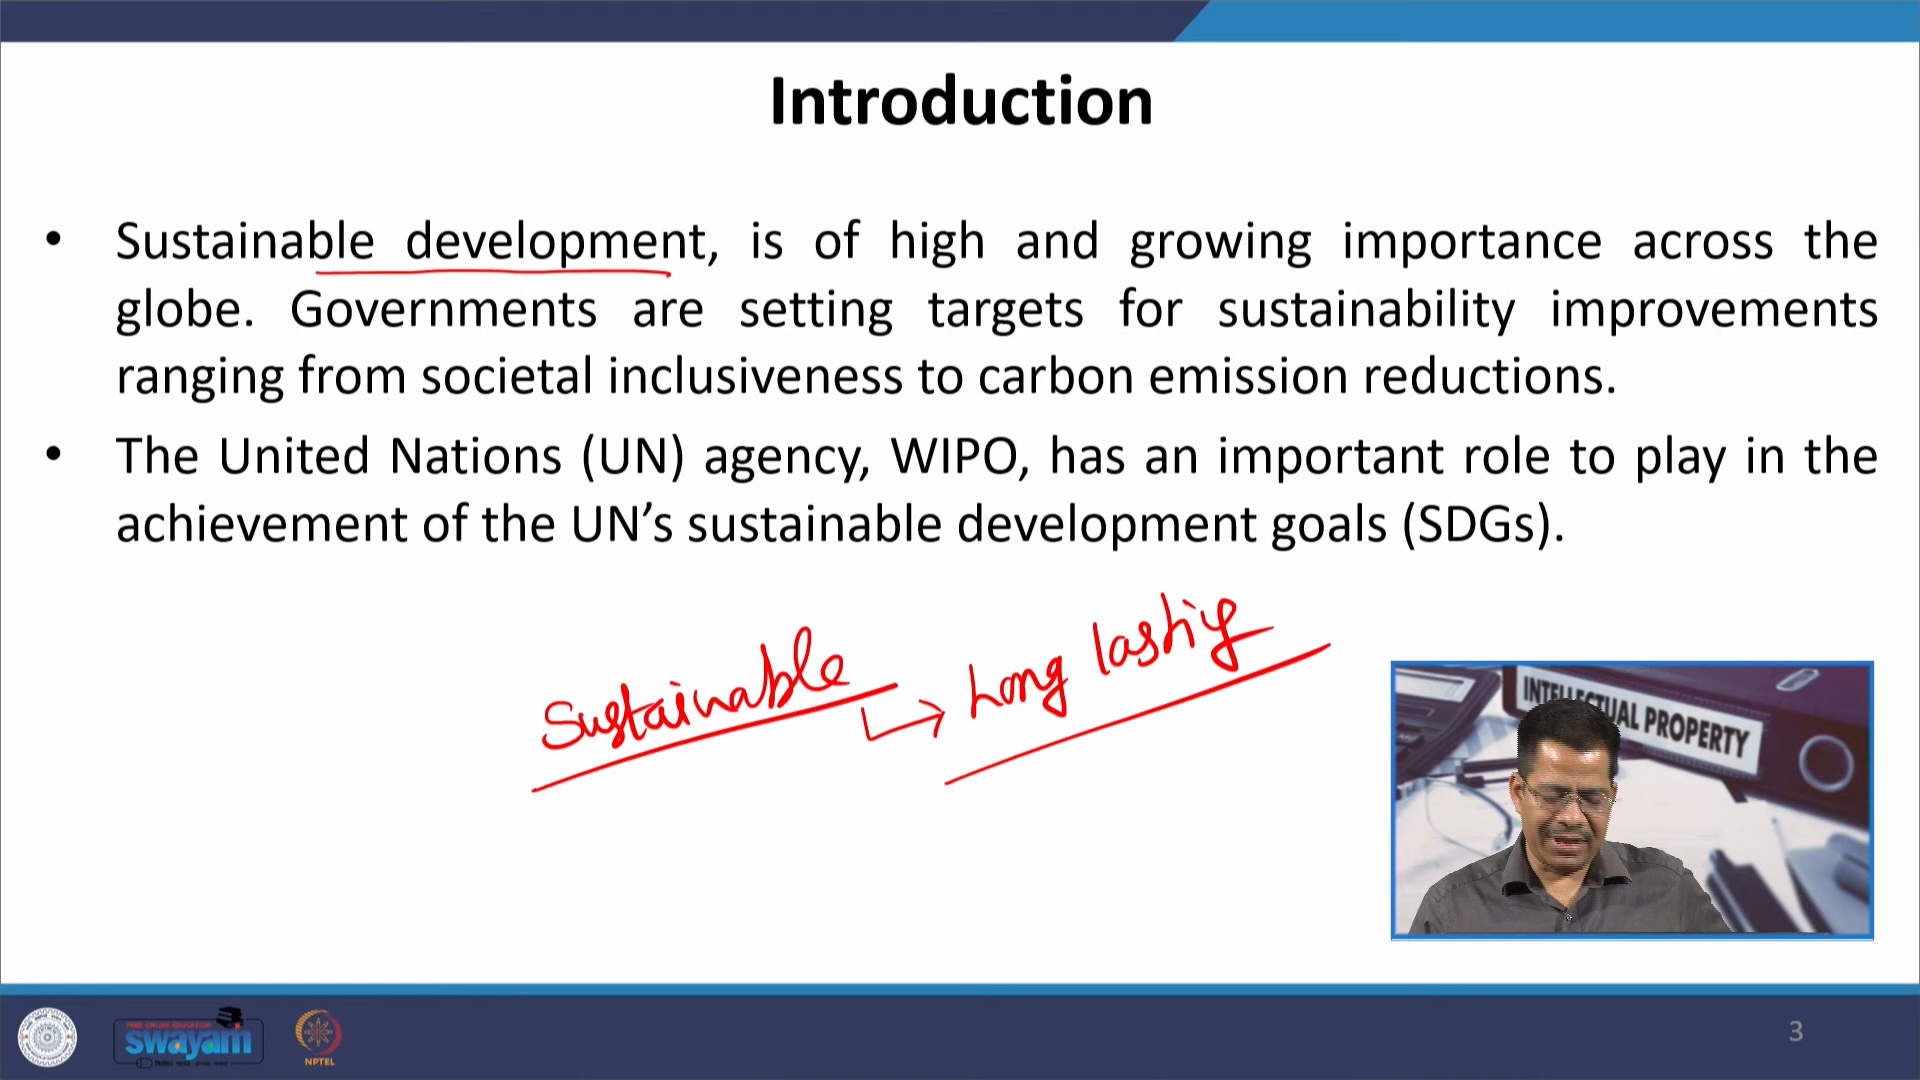 Introduction
• Sustainable development, is of high and growing importance across the
globe. Governments are setting targets for sustainability improvements
ranging from societal inclusiveness to carbon emission reductions.
• The United Nations (UN) agency, WIPO, has an important role to play in the
achievement of the UN's sustainable development goals (SDGs).
Sustainable → Long lasting
INTELLECTUAL PROPERTY
FREE ONLINE EDUCATION
swayam
NPTEL
3